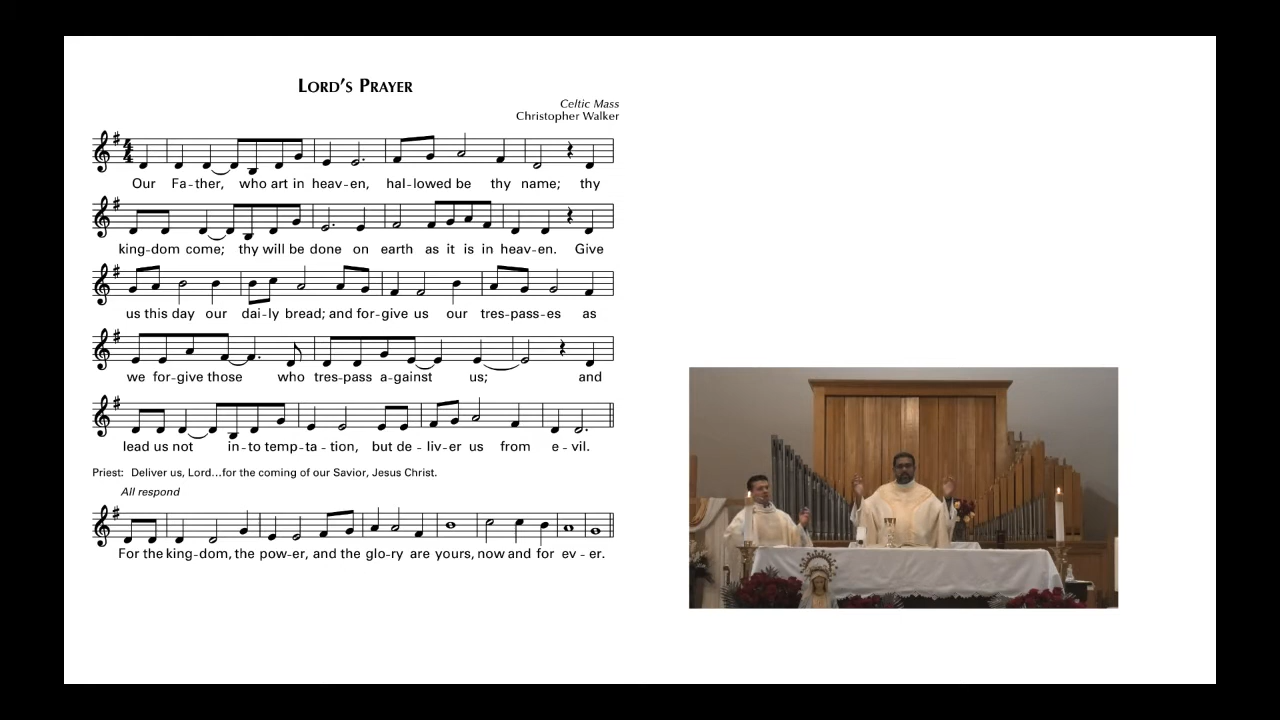 LORD'S PRAYER
Celtic Mass
Christopher Walker
Our Fa-ther, who art in heav-en, hal-lowed be thy name; thy
king-dom come; thy will be done on earth as it is in heav-en. Give
us this day our dai-ly bread; and for-give us our tres-pass-es as
we for-give those who tres-pass a-gainst us; and
lead us not in-to temp-ta-tion, but de-liv-er us from e-vil.
Priest: Deliver us, Lord...for the coming of our Savior, Jesus Christ.
All respond
For the king-dom, the pow-er, and the glo-ry are yours, now and for ev-er.